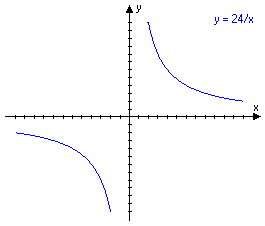 y
y = 24/x
x